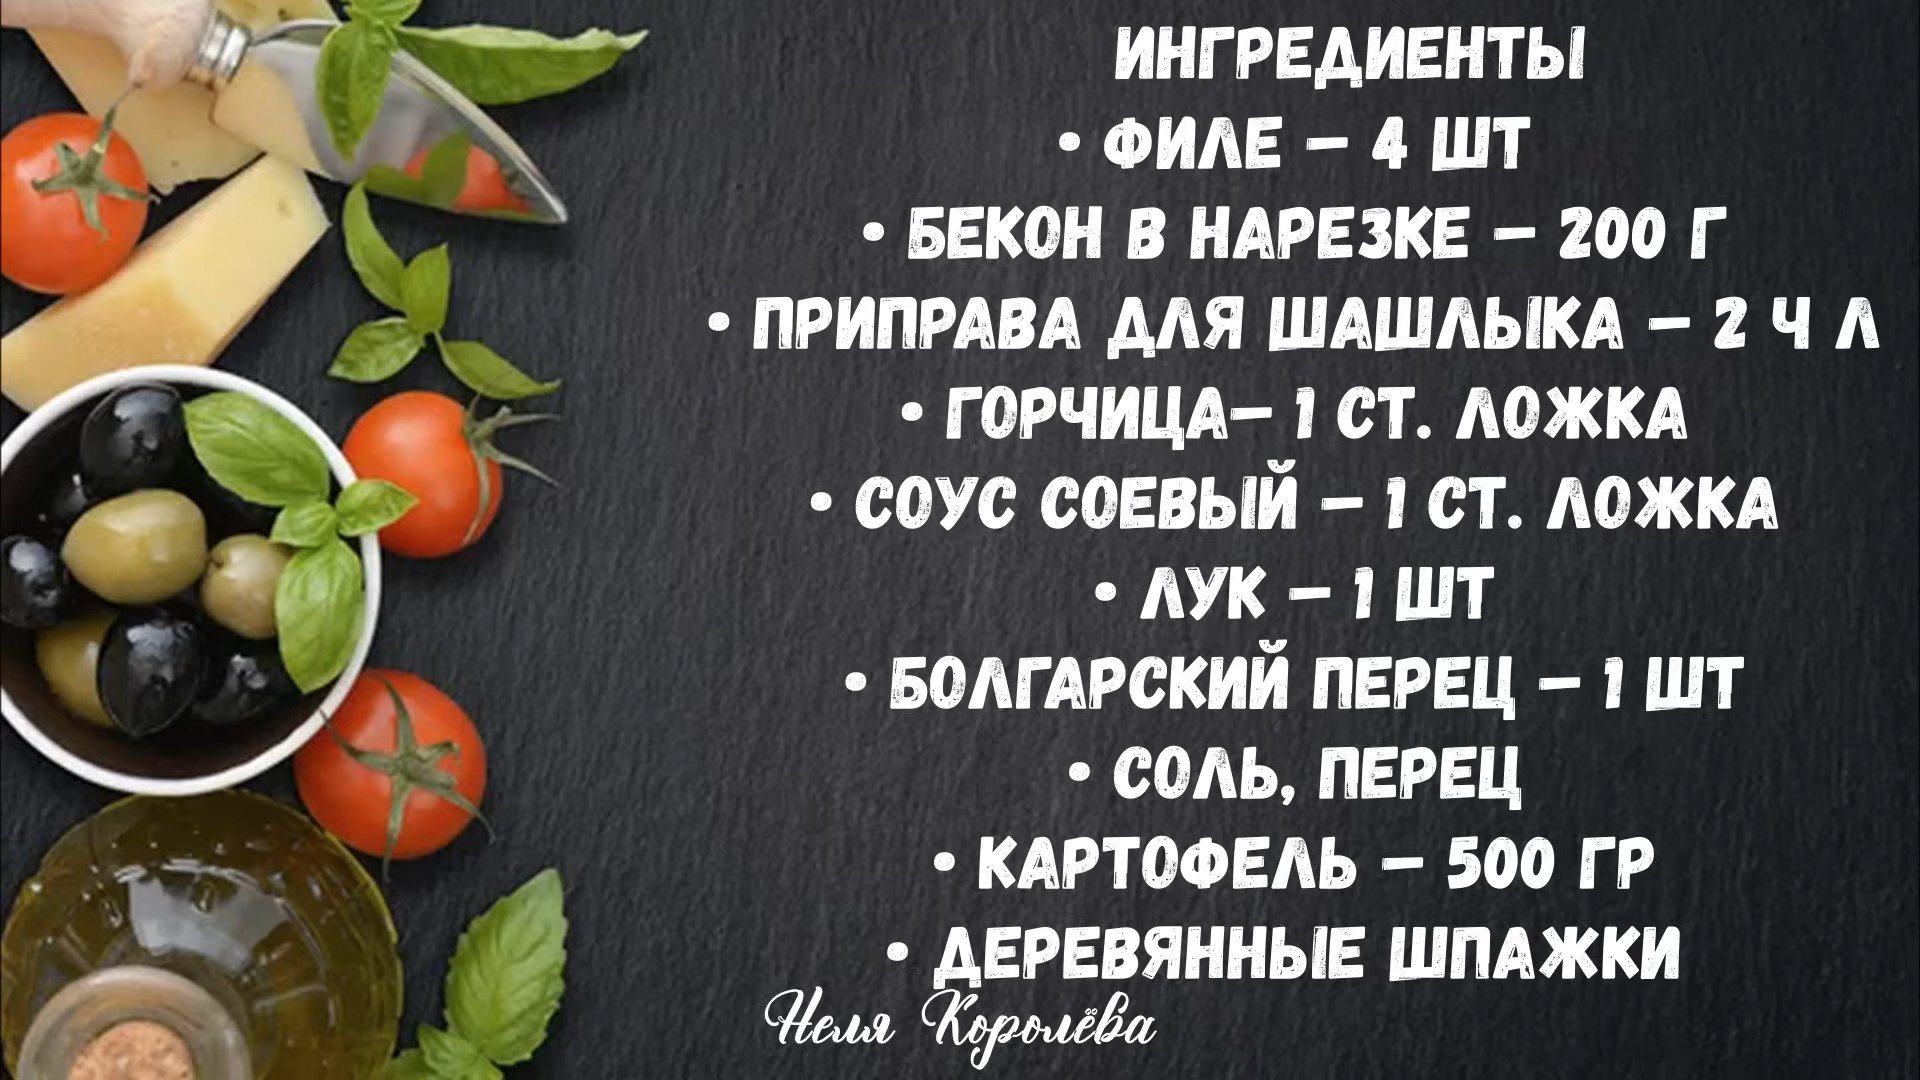 ИНГРЕДИЕНТЫ
• ФИЛЕ – 4 ШТ
• БЕКОН В НАРЕЗКЕ – 200 Г
• ПРИПРАВА ДЛЯ ШАШЛЫКА – 2 Ч Л
• ГОРЧИЦА– 1 СТ. ЛОЖКА
• СОУС СОЕВЫЙ – 1 СТ. ЛОЖКА
• ЛУК – 1 ШТ
• БОЛГАРСКИЙ ПЕРЕЦ – 1 ШТ
• СОЛЬ, ПЕРЕЦ
• КАРТОФЕЛЬ – 500 ГР
• ДЕРЕВЯННЫЕ ШПАЖКИ
Неля Королёва